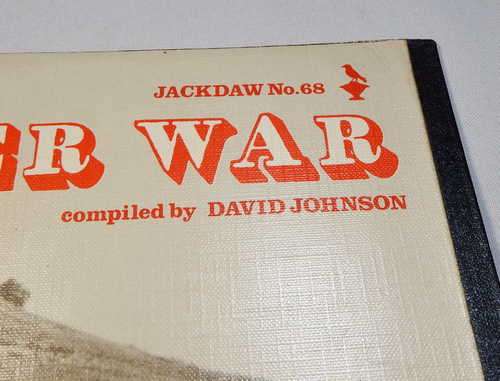 JACKDAW No.68
ER WAR
compiled by DAVID JOHNSON